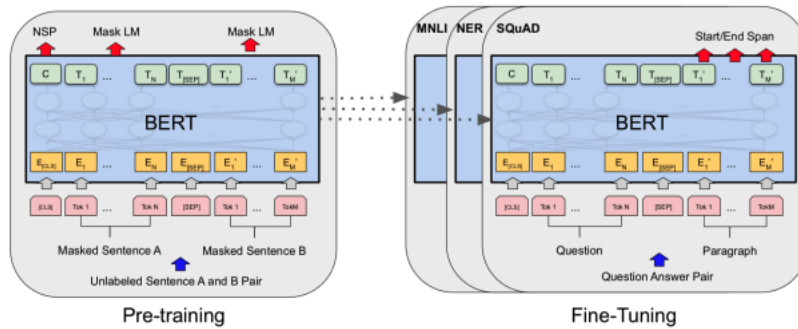 NSP Mask LM Mask LM
C T1 ... TN T[SEP] T1' ... TM'
BERT
E[CLS] E1 ... EN E[SEP] E1' ... EM'
[CLS] Tok 1 ... Tok N [SEP] Tok 1 ... TokM
Masked Sentence A Masked Sentence B
Unlabeled Sentence A and B Pair
Pre-training
MNLI NER SQuAD Start/End Span
C T1 ... TN T[SEP] T1' ... TM'
BERT
E[CLS] E1 ... EN E[SEP] E1' ... EM'
[CLS] Tok 1 ... Tok N [SEP] Tok 1 ... TokM
Question Paragraph
Question Answer Pair
Fine-Tuning